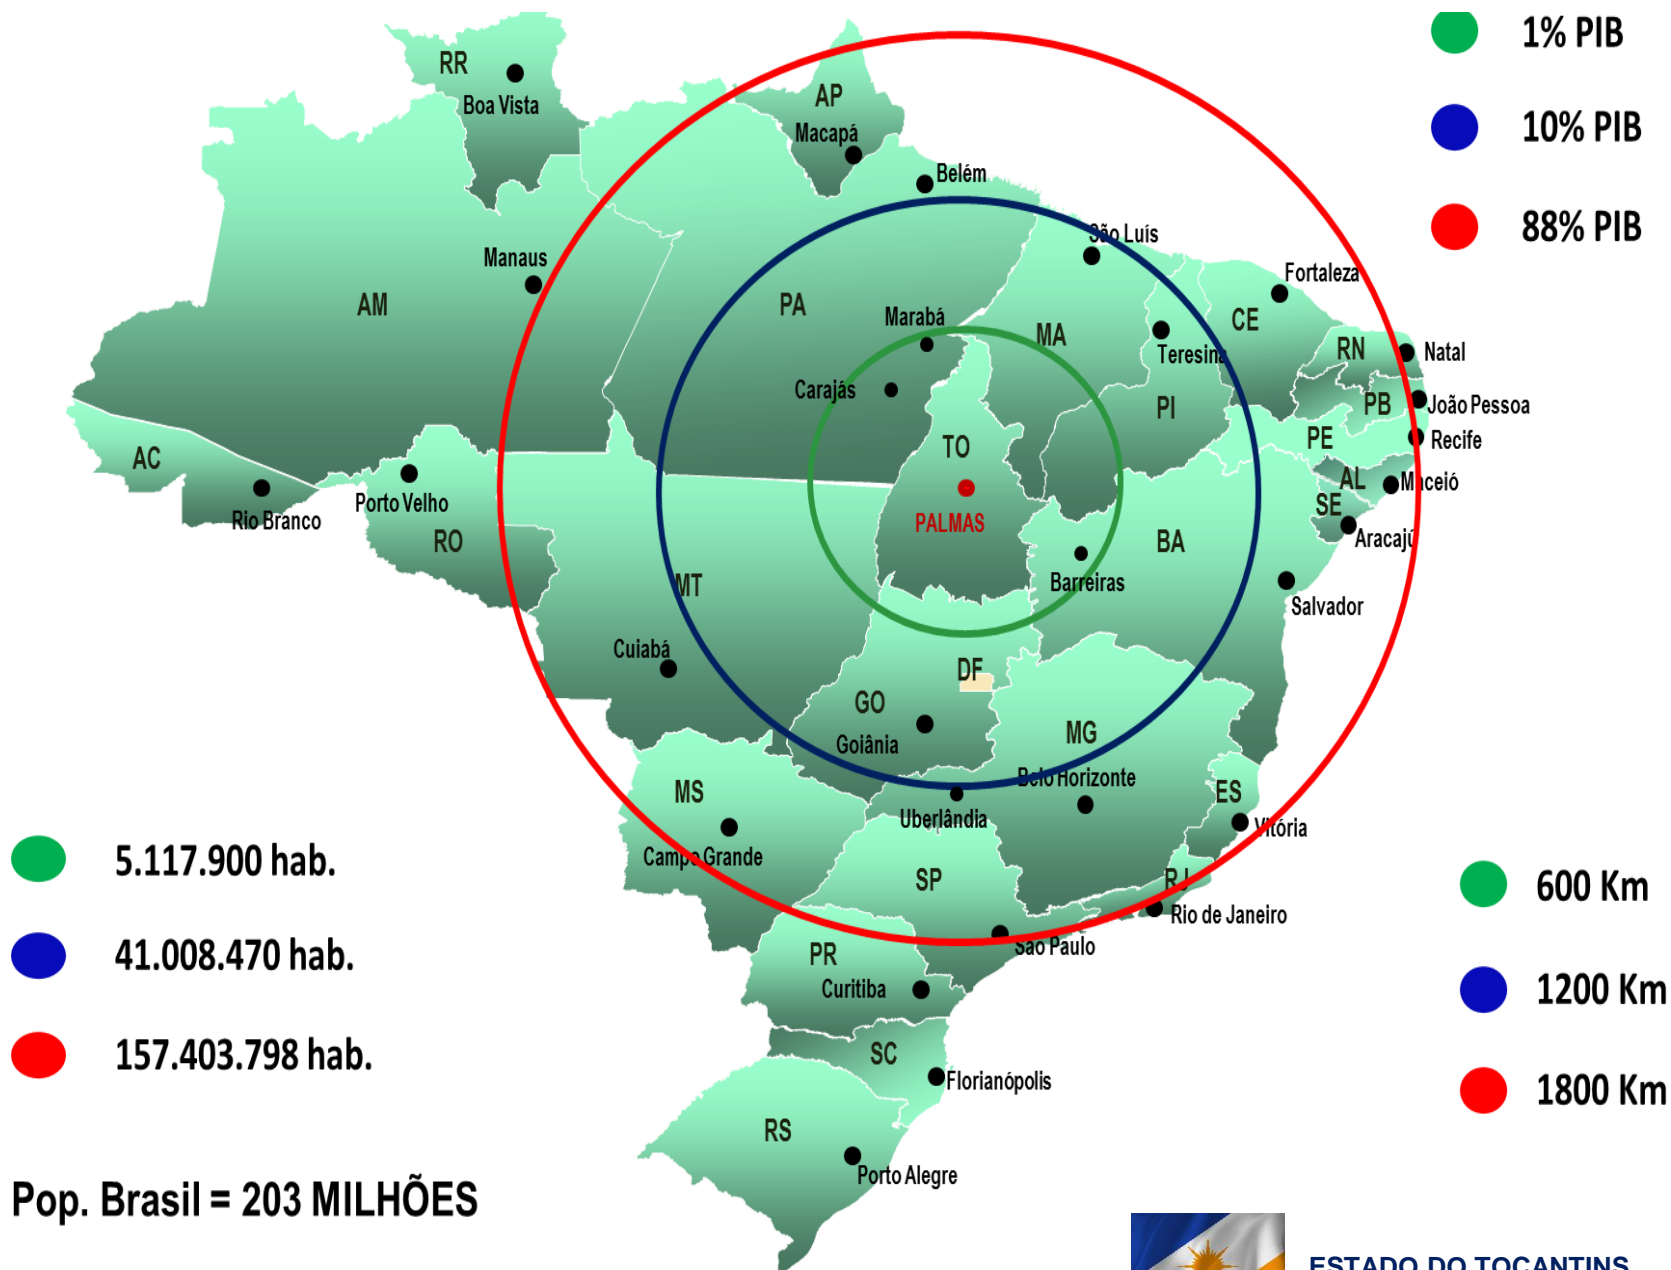 1% PIB
10% PIB
88% PIB
RR
Boa Vista
AP
Macapá
Belém
Manaus
São Luís
Fortaleza
AM
PA
Marabá
MA
Teresina
CE
RN
Natal
Carajás
PI
PB
João Pessoa
PE
Recife
TO
AC
AL
Maceió
SE
Rio Branco
Porto Velho
RO
PALMAS
BA
Aracajú
Barreiras
MT
Salvador
Cuiabá
DF
GO
Goiânia
MG
Belo Horizonte
MS
ES
Uberlândia
Vitória
Campo Grande
SP
RJ
Rio de Janeiro
São Paulo
PR
Curitiba
SC
Florianópolis
RS
Porto Alegre
5.117.900 hab.
41.008.470 hab.
157.403.798 hab.
600 Km
1200 Km
1800 Km
Pop. Brasil = 203 MILHÕES
ESTADO DO TOCANTINS